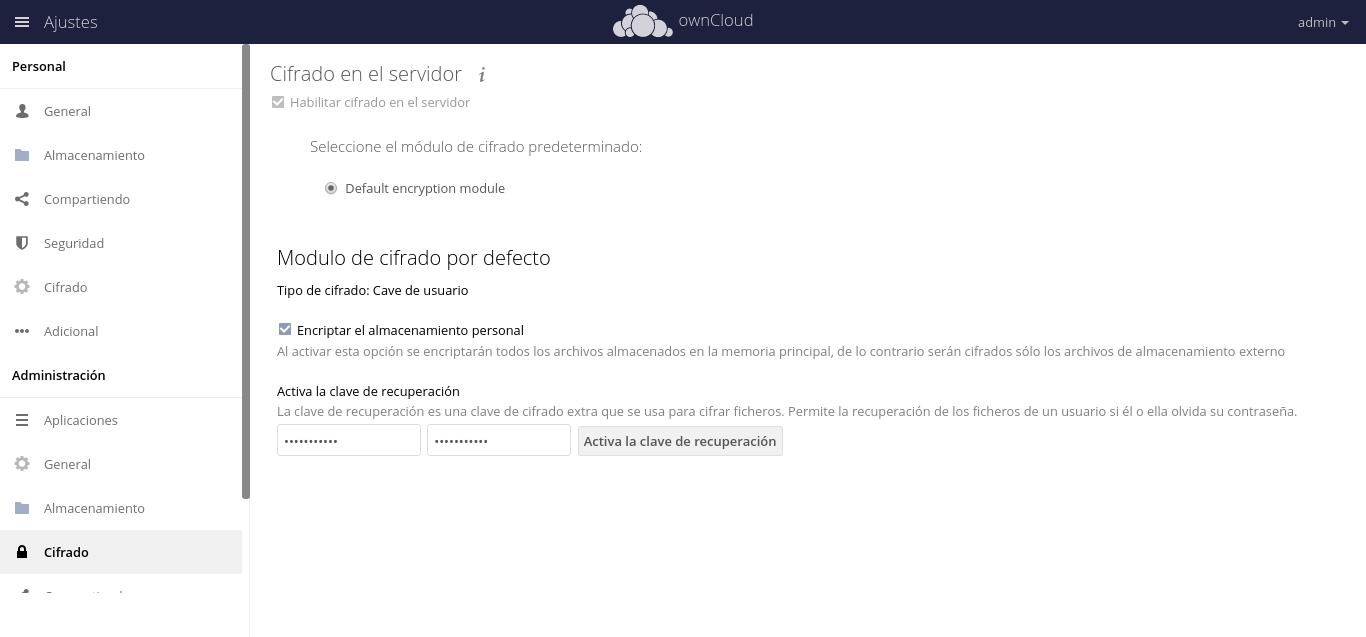 Ajustes
ownCloud
admin
Personal
General
Almacenamiento
Compartiendo
Seguridad
Cifrado
Adicional
Administración
Aplicaciones
General
Almacenamiento
Cifrado
Cifrado en el servidor i
Habilitar cifrado en el servidor
Seleccione el módulo de cifrado predeterminado:
Default encryption module
Modulo de cifrado por defecto
Tipo de cifrado: Cave de usuario
Encriptar el almacenamiento personal
Al activar esta opción se encriptarán todos los archivos almacenados en la memoria principal, de lo contrario serán cifrados sólo los archivos de almacenamiento externo
Activa la clave de recuperación
La clave de recuperación es una clave de cifrado extra que se usa para cifrar ficheros. Permite la recuperación de los ficheros de un usuario si él o ella olvida su contraseña.
••••••••••• ••••••••••• Activa la clave de recuperación